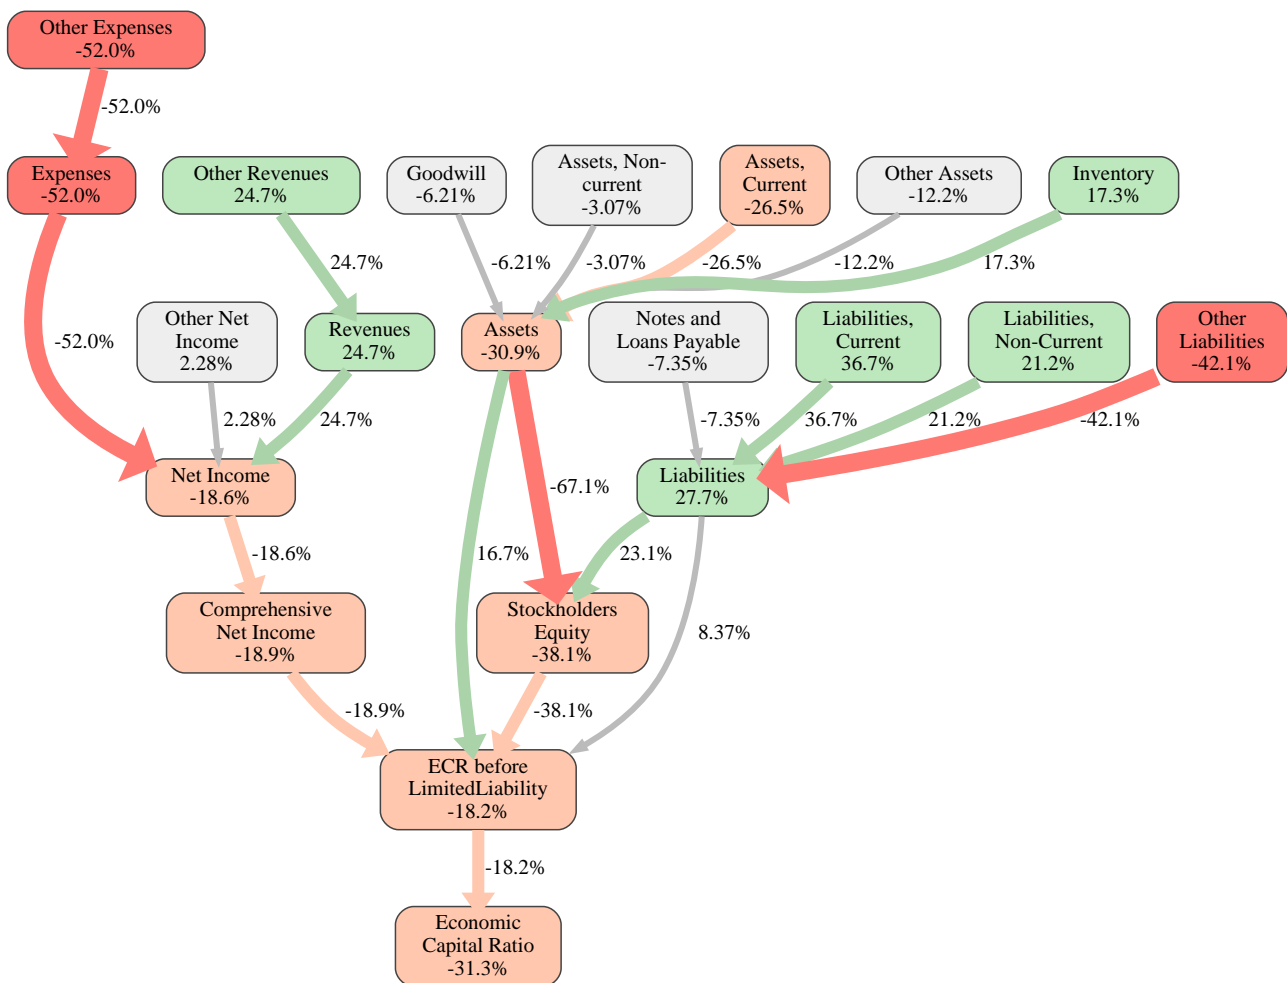 Other Expenses
-52.0%
-52.0%
Expenses
-52.0%
Other Revenues
24.7%
Goodwill
-6.21%
Assets, Non-
current
-3.07%
Assets,
Current
-26.5%
Other Assets
-12.2%
Inventory
17.3%
24.7%
-6.21%
-3.07%
-26.5%
-12.2%
17.3%
-52.0%
Other Net
Income
2.28%
Revenues
24.7%
Assets
-30.9%
Notes and
Loans Payable
-7.35%
Liabilities,
Current
36.7%
Liabilities,
Non-Current
21.2%
Other
Liabilities
-42.1%
2.28%
24.7%
-7.35%
36.7%
21.2%
-42.1%
Net Income
-18.6%
-67.1%
Liabilities
27.7%
-18.6%
16.7%
23.1%
Comprehensive
Net Income
-18.9%
Stockholders
Equity
-38.1%
8.37%
-18.9%
-38.1%
ECR before
LimitedLiability
-18.2%
-18.2%
Economic
Capital Ratio
-31.3%